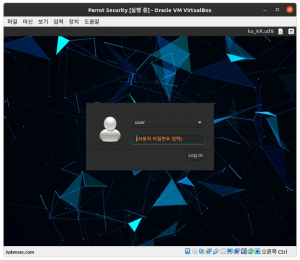 Parrot Security [실행 중] - Oracle VM VirtualBox
파일 머신 보기 입력 장치 도움말
ko_KR.utf8
user
(사용자 비밀번호 입력)
Log In
lvdevsec.com
오른쪽 Ctrl